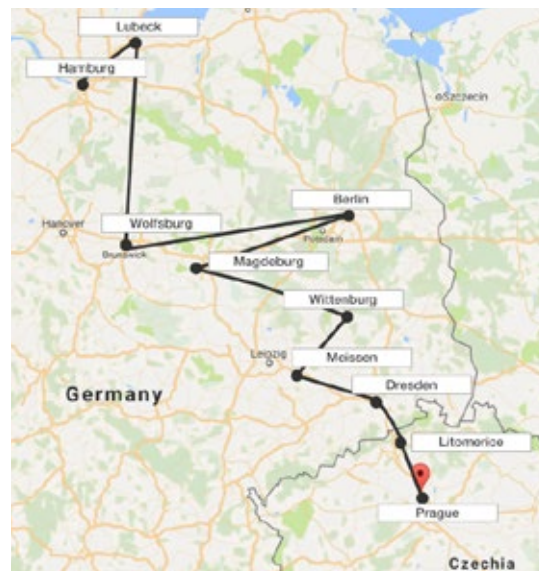 Lubeck
Hamburg
Szczecin
Berlin
Hanover
Wolfsburg
Potsdam
Brunswick
Magdeburg
Wittenburg
Leipzig
Meissen
Dresden
Germany
Litomerice
Prague
Czechia